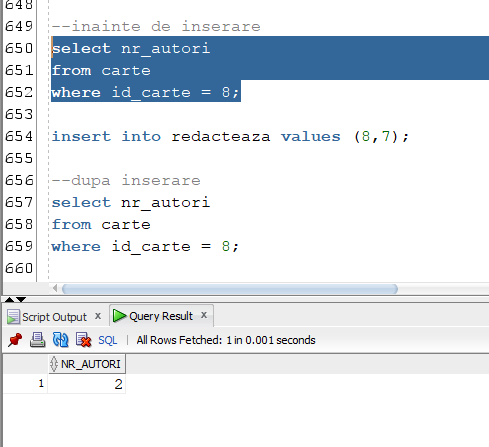 648
649 --inainte de inserare
650 select nr_autori
651 from carte
652 where id_carte = 8;
653
654 insert into redacteaza values (8,7);
655
656 --dupa inserare
657 select nr_autori
658 from carte
659 where id_carte = 8;
660
Script Output x Query Result x
SQL | All Rows Fetched: 1 in 0.001 seconds
NR_AUTORI
1 2